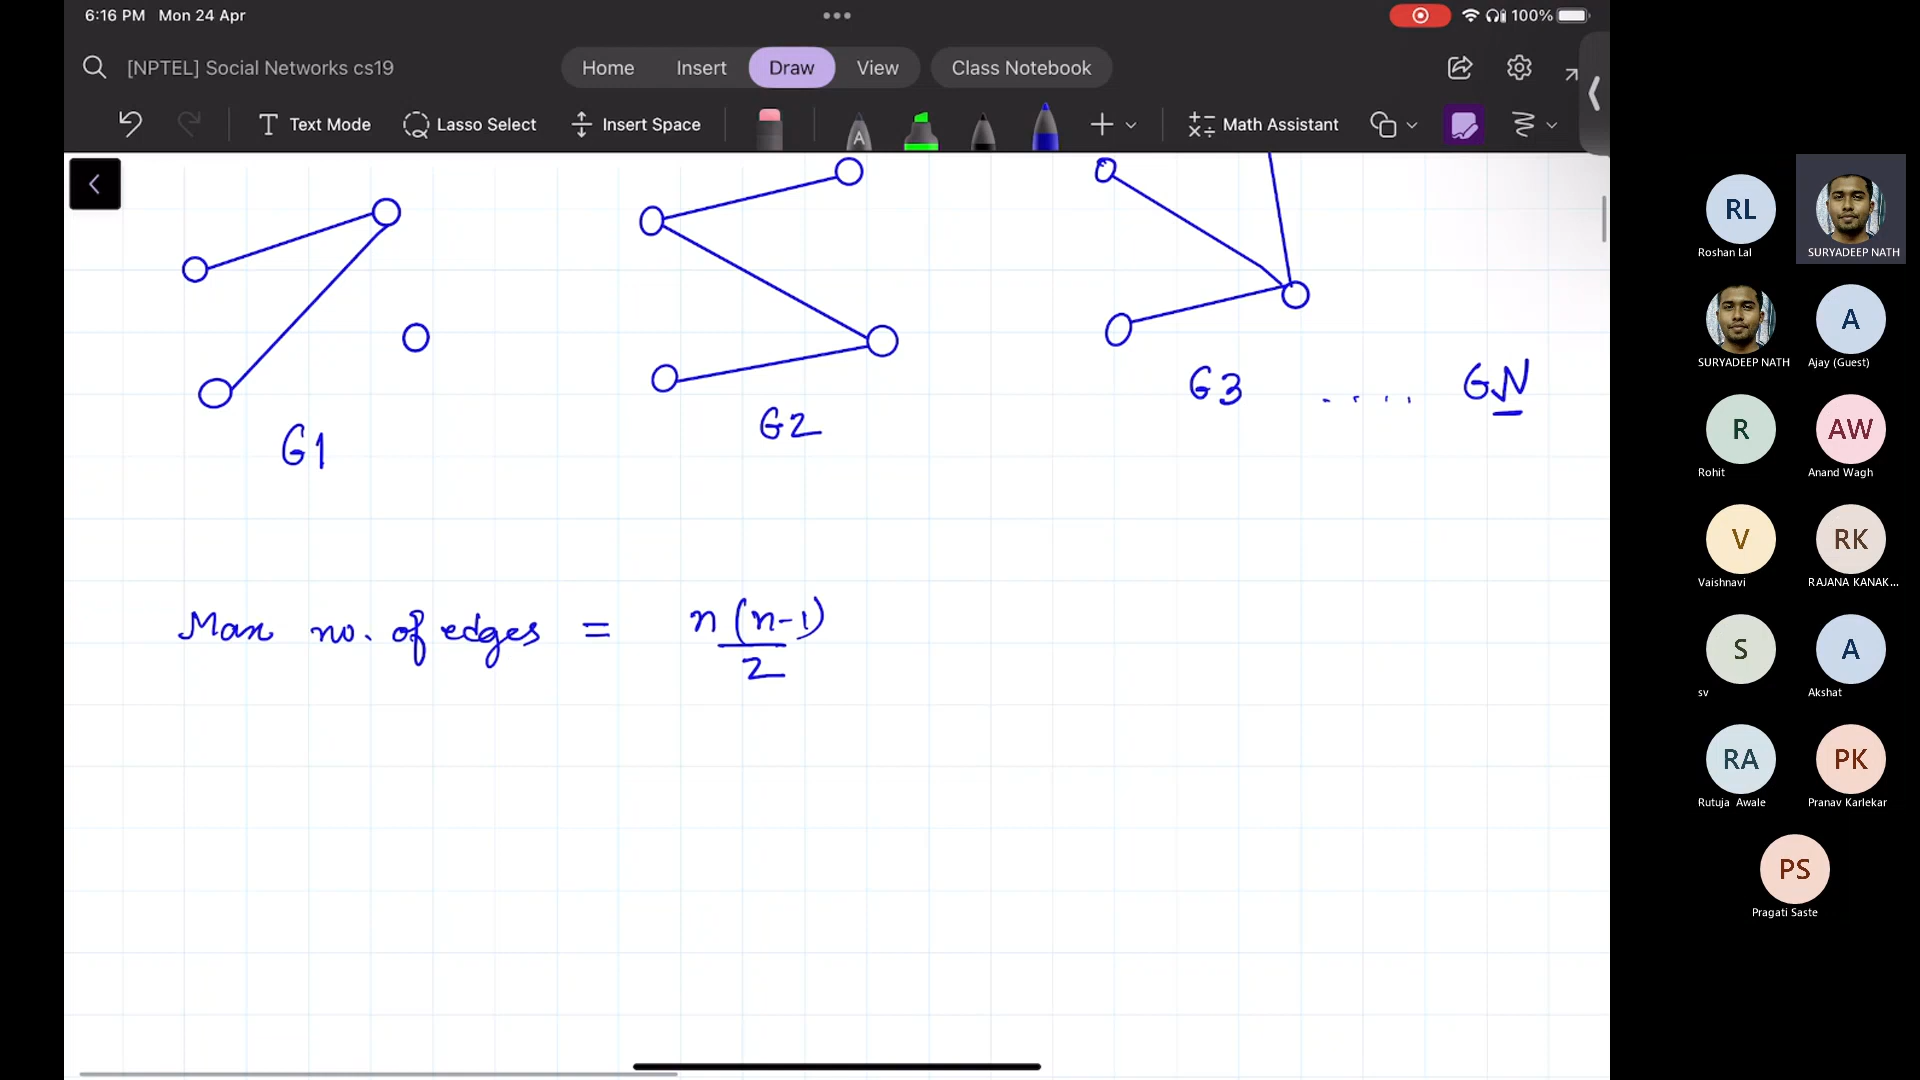 6:16 PM Mon 24 Apr
100%
[NPTEL] Social Networks cs19
Home Insert Draw View Class Notebook
Text Mode Lasso Select Insert Space A Math Assistant
G1
G2
G3 ..... GN
Max no. of edges = n(n-1)
2
RL
Roshan Lal
SURYADEEP NATH
SURYADEEP NATH
A
Ajay (Guest)
R
Rohit
AW
Anand Wagh
V
Vaishnavi
RK
RAJANA KANAK...
S
sv
A
Akshat
RA
Rutuja Awale
PK
Pranav Karlekar
PS
Pragati Saste